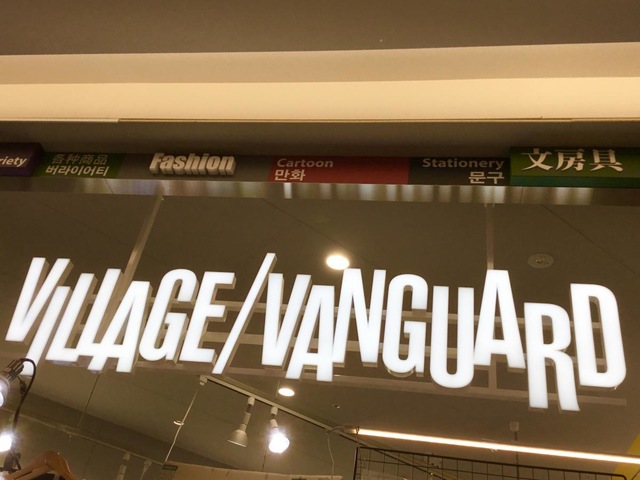 riety
各种商品
버라이어티
Fashion
Cartoon
만화
Stationery
문구
文房具
VILLAGE/VANGUARD